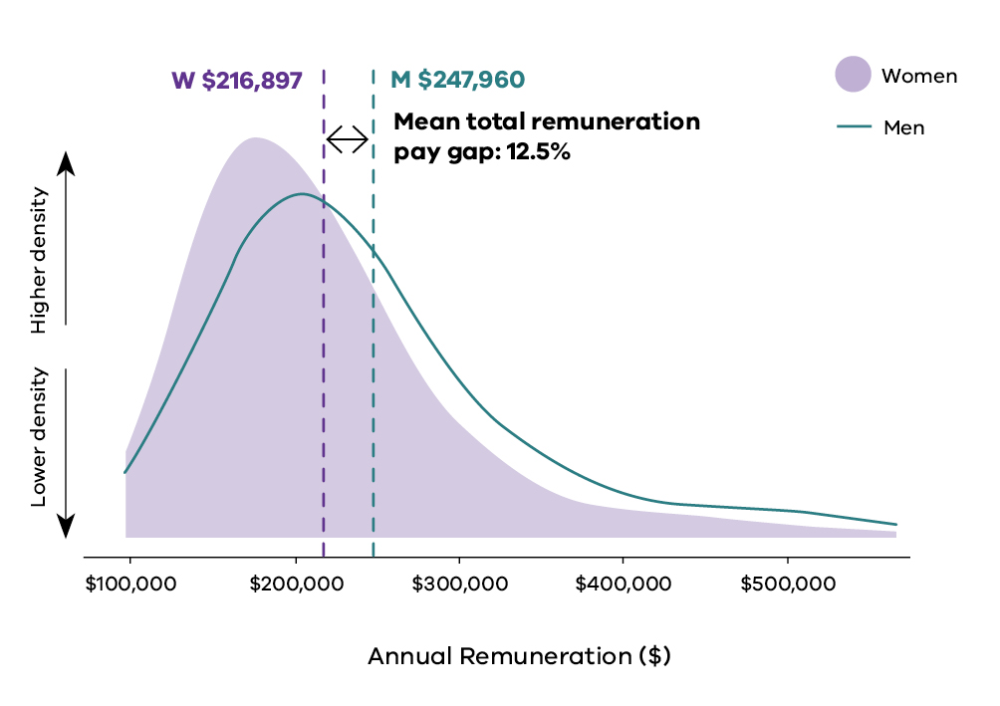 W $216,897
M $247,960
Mean total remuneration
pay gap: 12.5%
Women
Men
Higher density
Lower density
$100,000
$200,000
$300,000
$400,000
$500,000
Annual Remuneration ($)